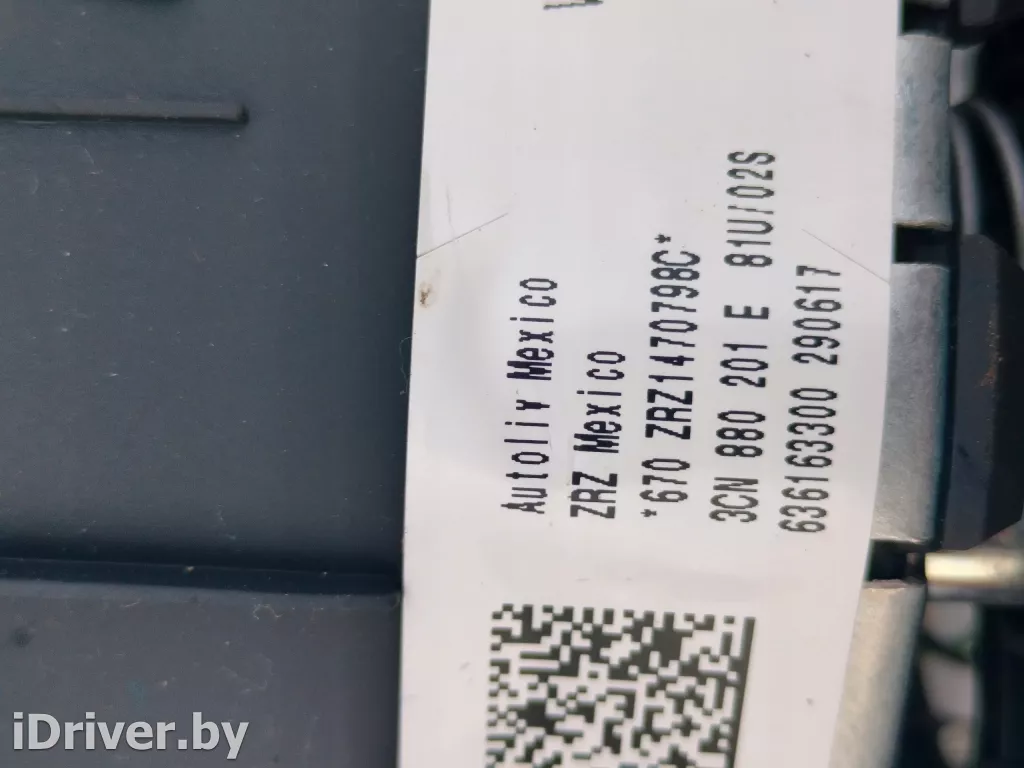 Autoliv Mexico
ZRZ Mexico
*670 ZRZ1470798C*
3CN 880 201 E 81U/02S
636163300 290617
iDriver.by